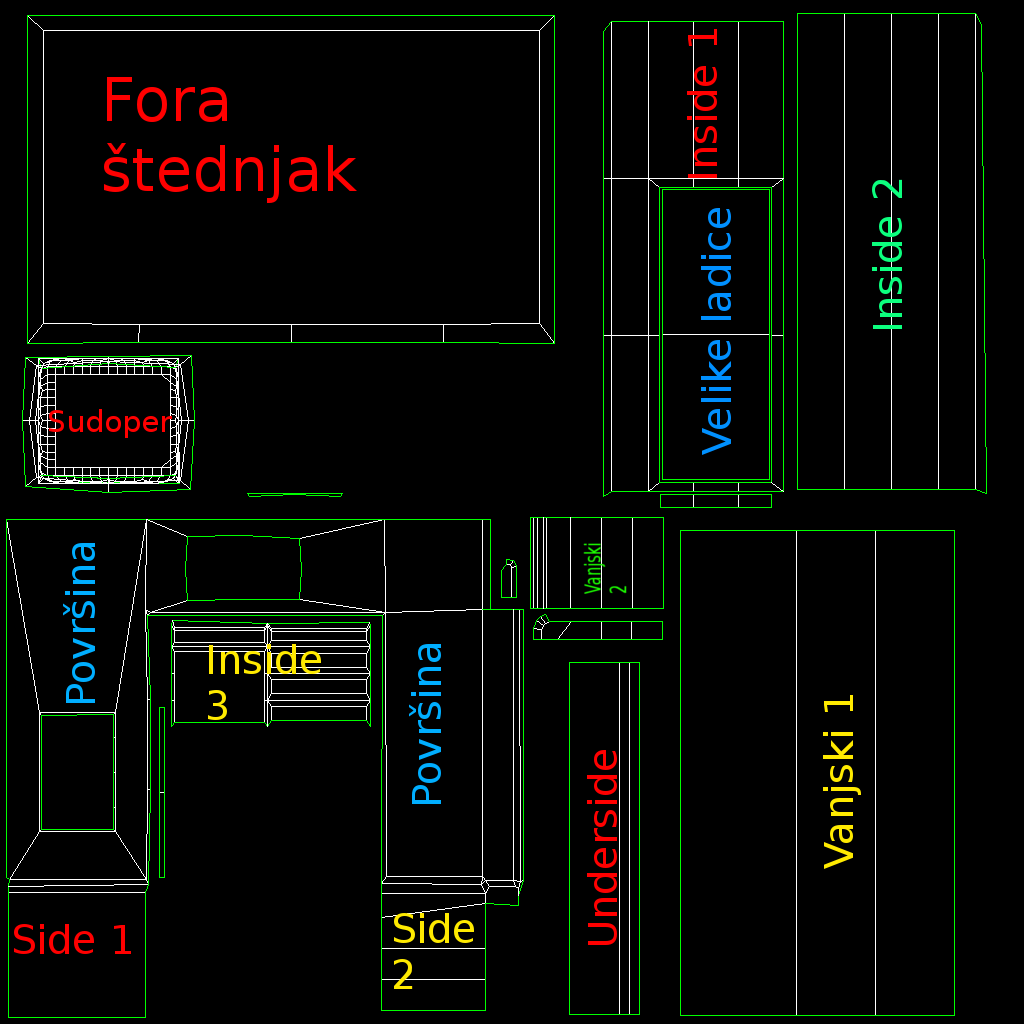 Fora
štednjak
Inside 1
Inside 2
Velike ladice
Sudoper
Površina
Inside
3
Površina
Vanjski
2
Underside
Vanjski 1
Side 1
Side
2